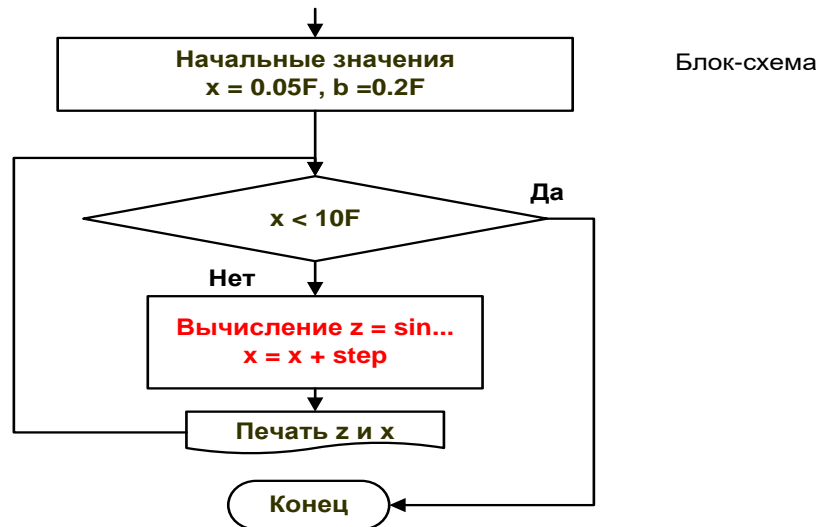 Начальные значения
x = 0.05F, b =0.2F
Блок-схема
x < 10F
Да
Нет
Вычисление z = sin...
x = x + step
Печать z и x
Конец